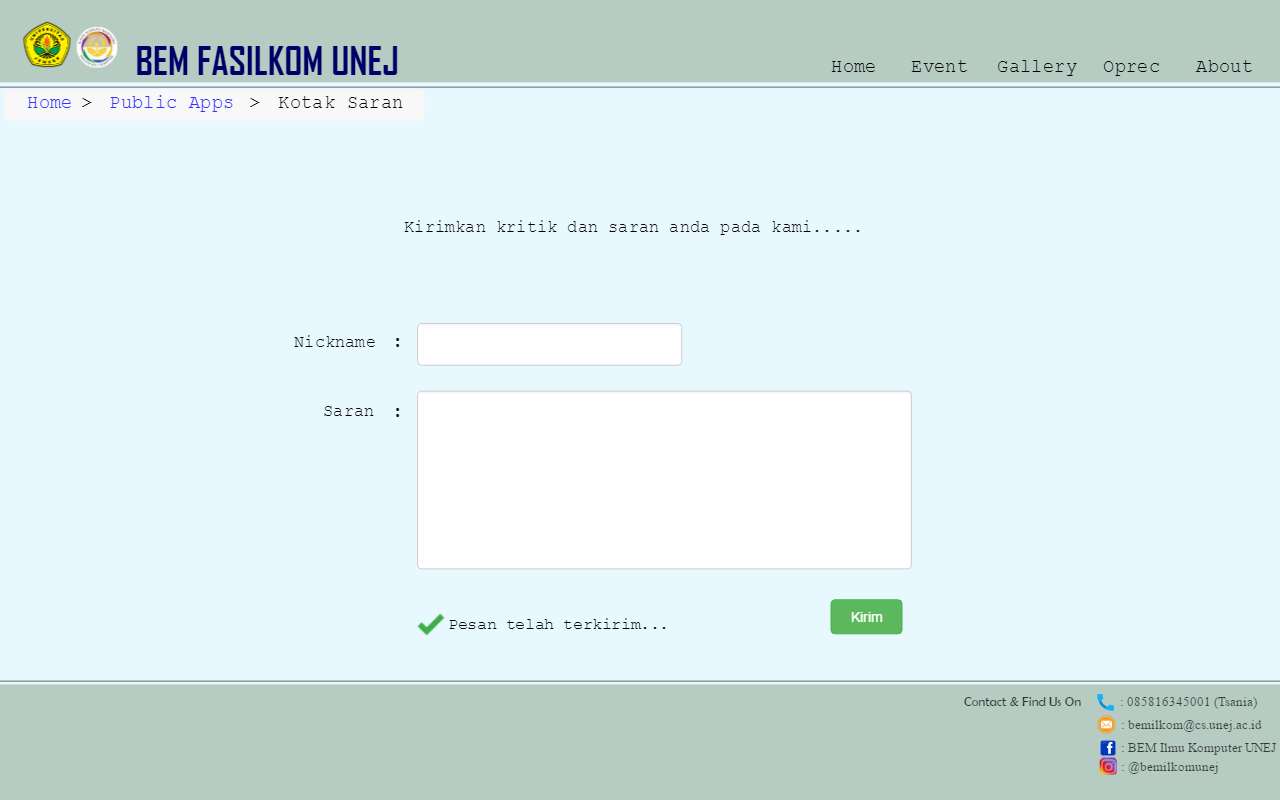 BEM FASILKOM UNEJ
Home Event Gallery Oprec About
Home > Public Apps > Kotak Saran
Kirimkan kritik dan saran anda pada kami.....
Nickname :
Saran :
Pesan telah terkirim...
Kirim
Contact & Find Us On : 085816345001 (Tsania)
: bemilkom@cs.unej.ac.id
: BEM Ilmu Komputer UNEJ
: @bemilkomunej